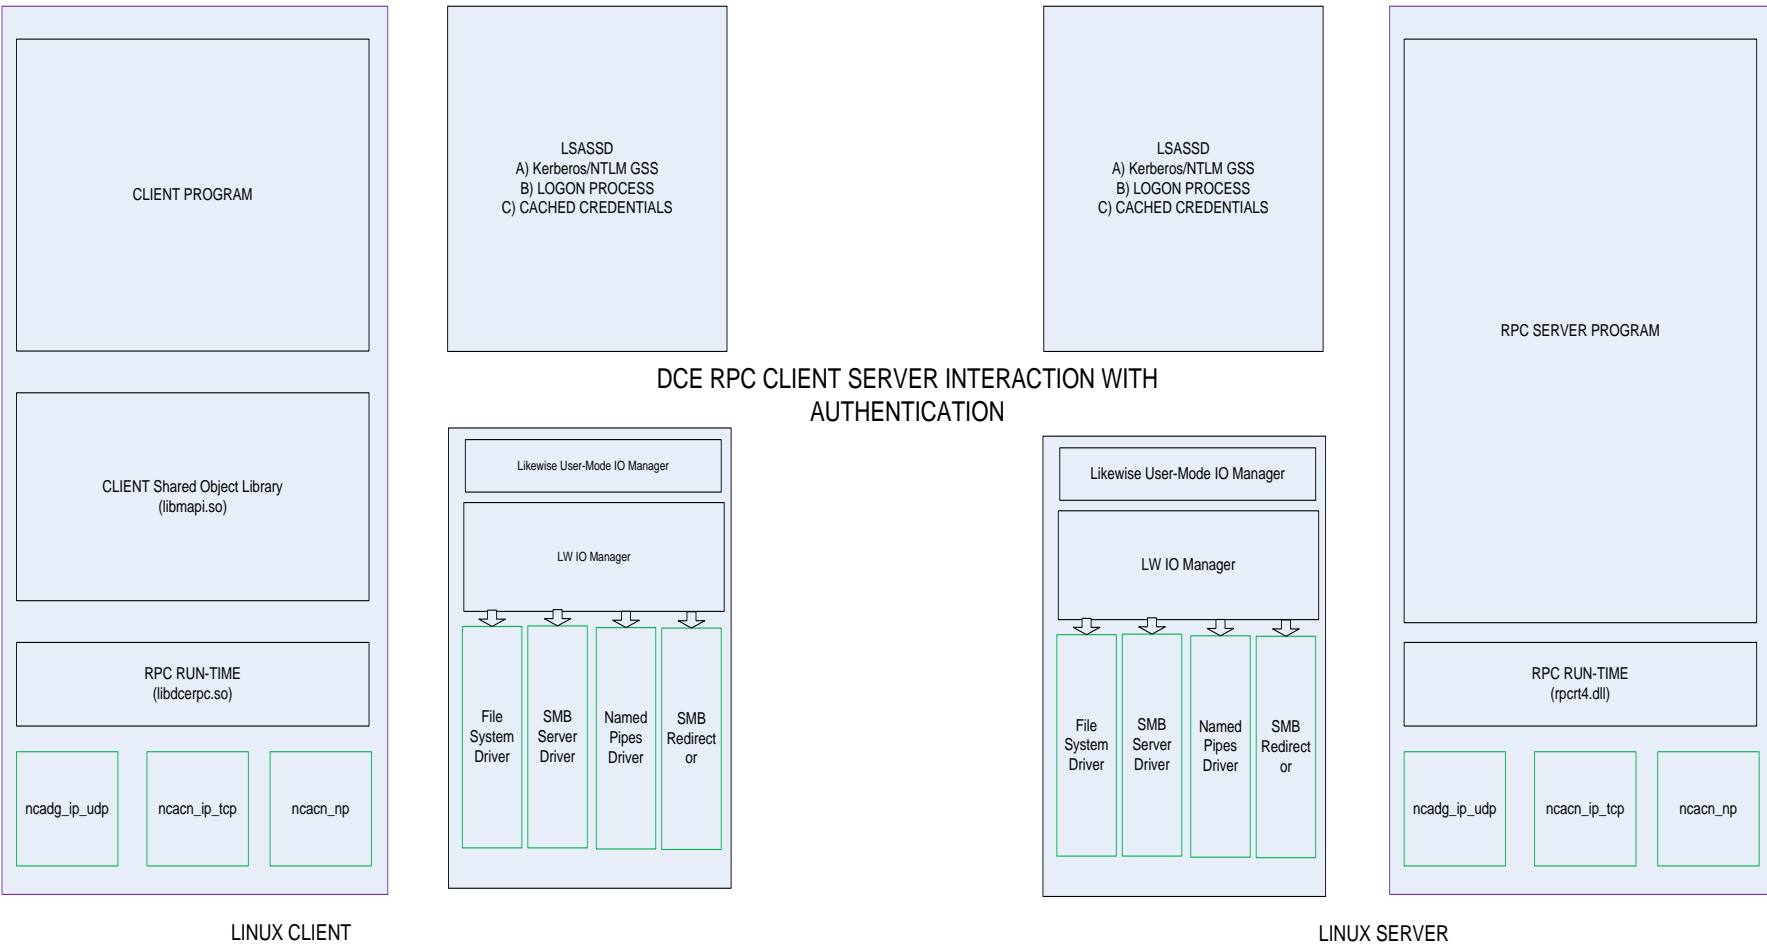 CLIENT PROGRAM
CLIENT Shared Object Library
(libmapi.so)
RPC RUN-TIME
(libdcerpc.so)
ncadg_ip_udp
ncacn_ip_tcp
ncacn_np
LINUX CLIENT
LSASSD
A) Kerberos/NTLM GSS
B) LOGON PROCESS
C) CACHED CREDENTIALS
DCE RPC CLIENT SERVER INTERACTION WITH
AUTHENTICATION
Likewise User-Mode IO Manager
LW IO Manager
File
System
Driver
SMB
Server
Driver
Named
Pipes
Driver
SMB
Redirect
or
LSASSD
A) Kerberos/NTLM GSS
B) LOGON PROCESS
C) CACHED CREDENTIALS
Likewise User-Mode IO Manager
LW IO Manager
File
System
Driver
SMB
Server
Driver
Named
Pipes
Driver
SMB
Redirect
or
RPC SERVER PROGRAM
RPC RUN-TIME
(rpcrt4.dll)
ncadg_ip_udp
ncacn_ip_tcp
ncacn_np
LINUX SERVER